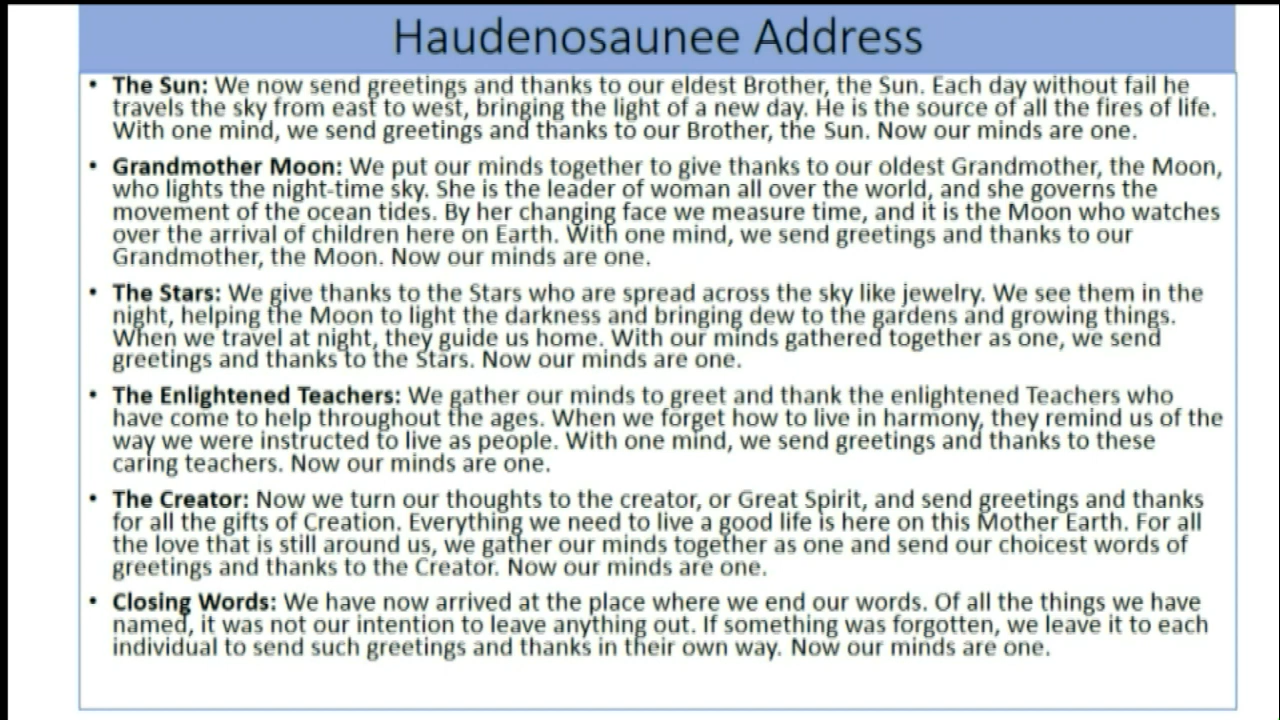 Haudenosaunee Address
• The Sun: We now send greetings and thanks to our eldest Brother, the Sun. Each day without fail he
travels the sky from east to west, bringing the light of a new day. He is the source of all the fires of life.
With one mind, we send greetings and thanks to our Brother, the Sun. Now our minds are one.
• Grandmother Moon: We put our minds together to give thanks to our oldest Grandmother, the Moon,
who lights the night-time sky. She is the leader of woman all over the world, and she governs the
movement of the ocean tides. By her changing face we measure time, and it is the Moon who watches
over the arrival of children here on Earth. With one mind, we send greetings and thanks to our
Grandmother, the Moon. Now our minds are one.
• The Stars: We give thanks to the Stars who are spread across the sky like jewelry. We see them in the
night, helping the Moon to light the darkness and bringing dew to the gardens and growing things.
When we travel at night, they guide us home. With our minds gathered together as one, we send
greetings and thanks to the Stars. Now our minds are one.
• The Enlightened Teachers: We gather our minds to greet and thank the enlightened Teachers who
have come to help throughout the ages. When we forget how to live in harmony, they remind us of the
way we were instructed to live as people. With one mind, we send greetings and thanks to these
caring teachers. Now our minds are one.
• The Creator: Now we turn our thoughts to the creator, or Great Spirit, and send greetings and thanks
for all the gifts of Creation. Everything we need to live a good life is here on this Mother Earth. For all
the love that is still around us, we gather our minds together as one and send our choicest words of
greetings and thanks to the Creator. Now our minds are one.
• Closing Words: We have now arrived at the place where we end our words. Of all the things we have
named, it was not our intention to leave anything out. If something was forgotten, we leave it to each
individual to send such greetings and thanks in their own way. Now our minds are one.